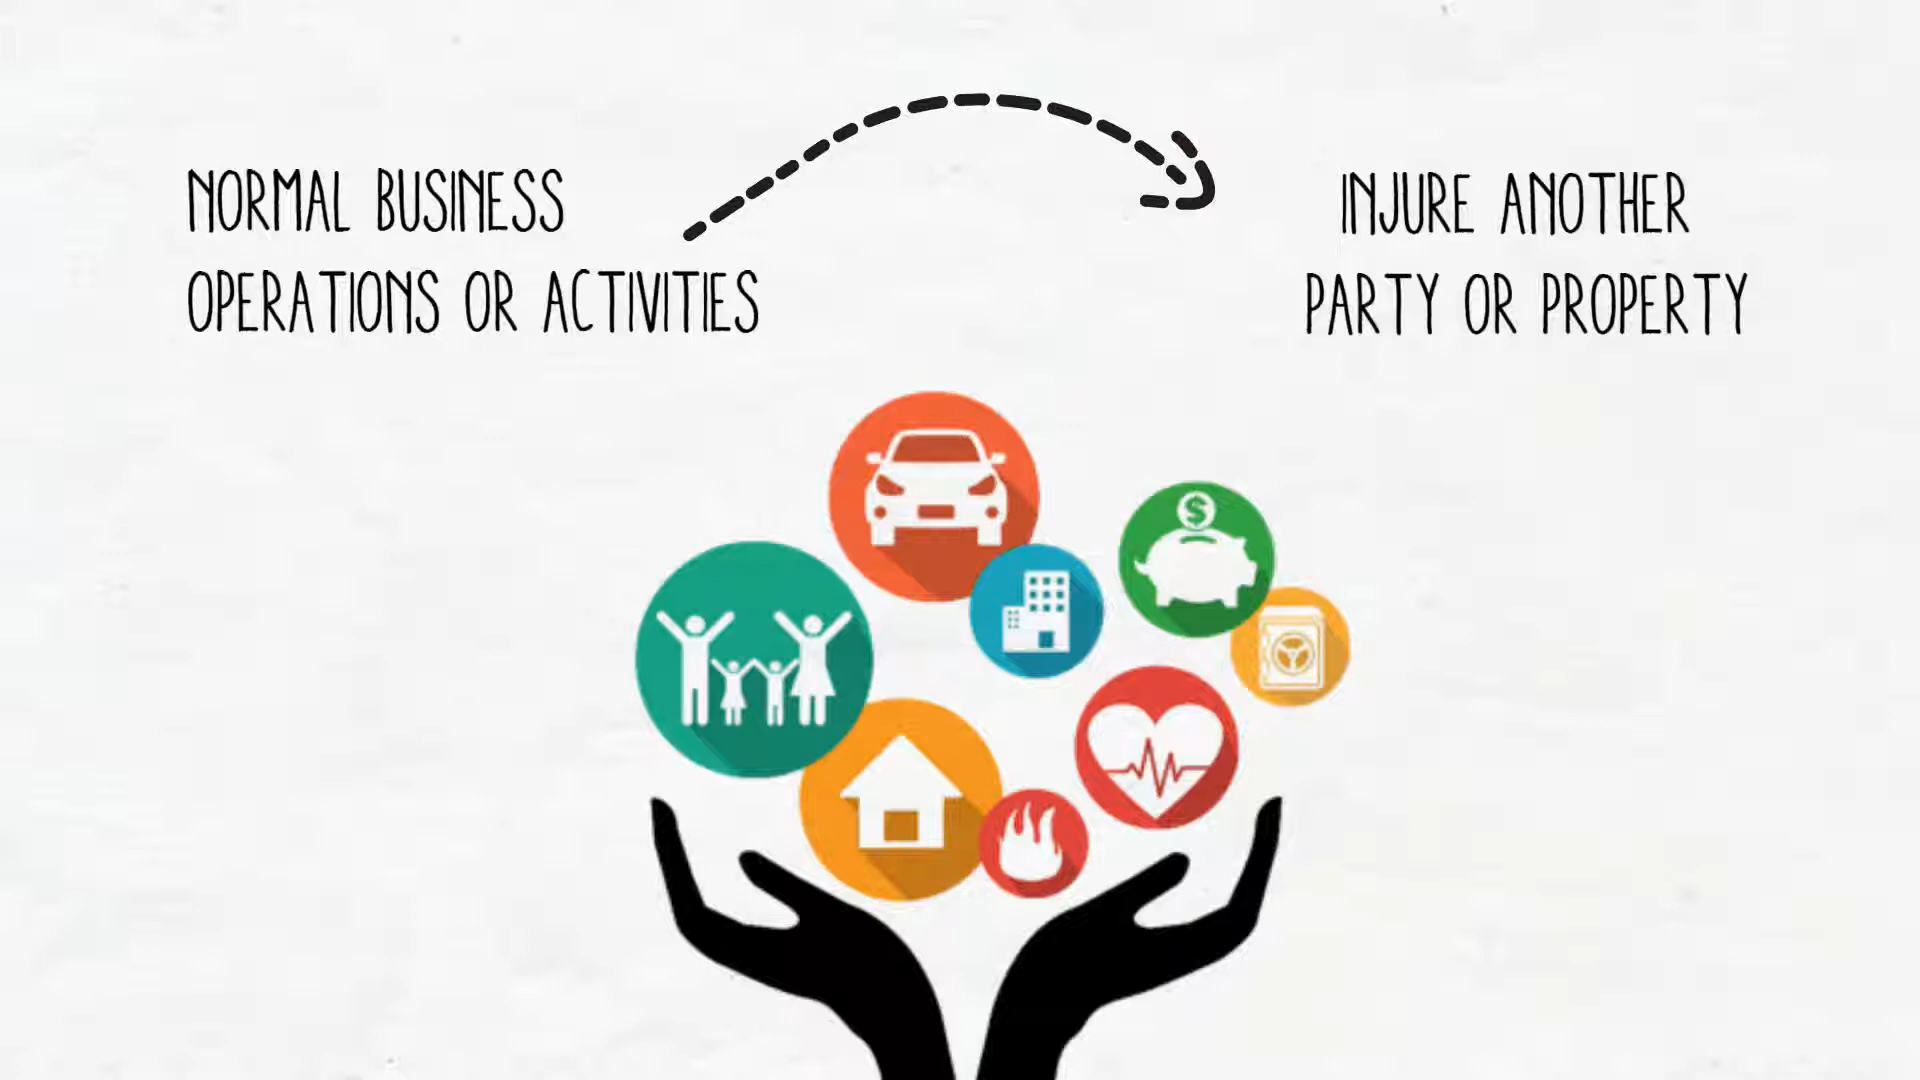 NORMAL BUSINESS
OPERATIONS OR ACTIVITIES
INJURE ANOTHER
PARTY OR PROPERTY
$